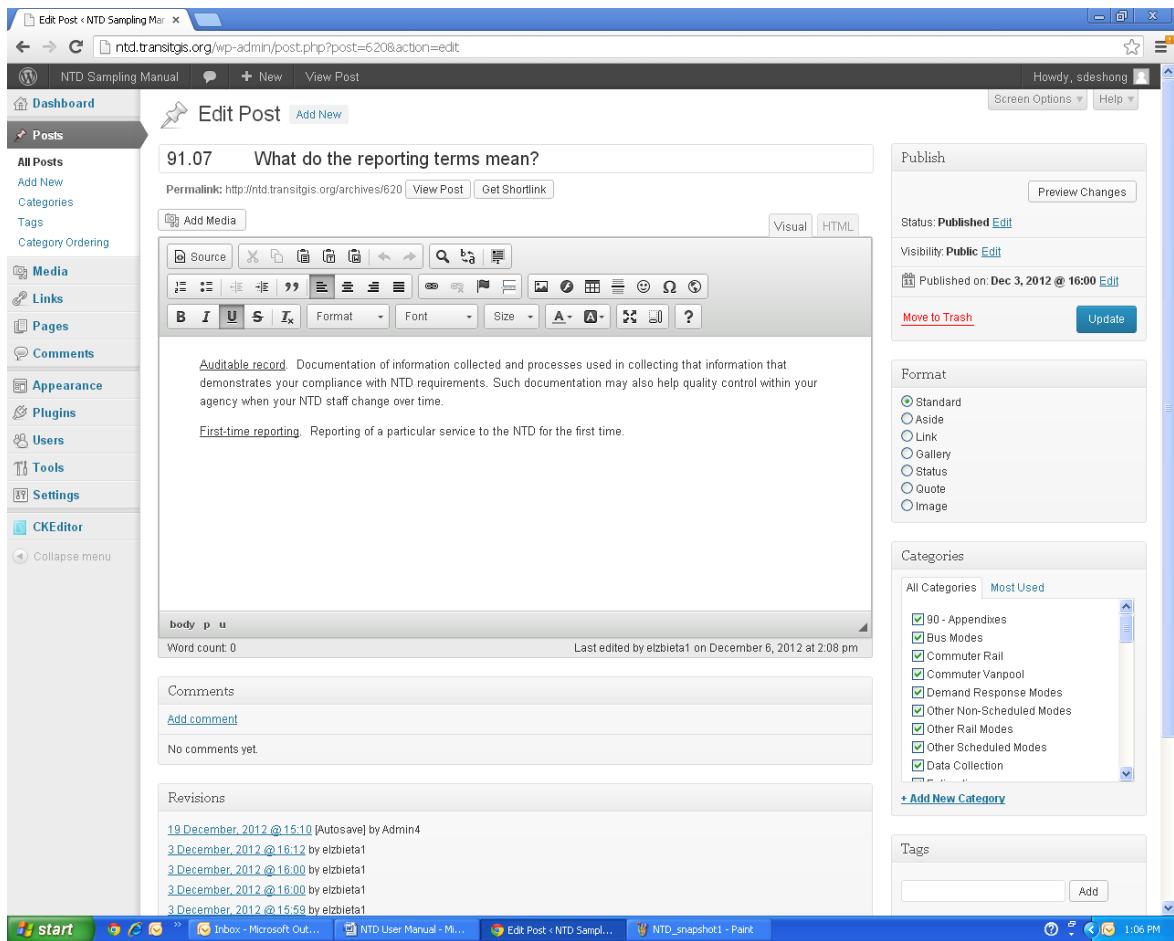 Edit Post ‹ NTD Sampling Mar
ntd.transitgis.org/wp-admin/post.php?post=620&action=edit
NTD Sampling Manual + New View Post Howdy, sdeshong
Screen Options Help
Dashboard
Posts
All Posts
Add New
Categories
Tags
Category Ordering
Media
Links
Pages
Comments
Appearance
Plugins
Users
Tools
Settings
CKEditor
Collapse menu
Edit Post Add New
91.07 What do the reporting terms mean?
Permalink: http://ntd.transitgis.org/archives/620 View Post Get Shortlink
Add Media
Visual HTML
Source
B I U S Ix Format Font Size A A ?
Auditable record. Documentation of information collected and processes used in collecting that information that
demonstrates your compliance with NTD requirements. Such documentation may also help quality control within your
agency when your NTD staff change over time.
First-time reporting. Reporting of a particular service to the NTD for the first time.
body p u
Word count: 0 Last edited by elzbieta1 on December 6, 2012 at 2:08 pm
Comments
Add comment
No comments yet.
Revisions
19 December, 2012 @ 15:10 [Autosave] by Admin4
3 December, 2012 @ 16:12 by elzbieta1
3 December, 2012 @ 16:00 by elzbieta1
3 December, 2012 @ 16:00 by elzbieta1
3 December, 2012 @ 15:59 by elzbieta1
Publish
Preview Changes
Status: Published Edit
Visibility: Public Edit
Published on: Dec 3, 2012 @ 16:00 Edit
Move to Trash Update
Format
Standard
Aside
Link
Gallery
Status
Quote
Image
Categories
All Categories Most Used
90 - Appendixes
Bus Modes
Commuter Rail
Commuter Vanpool
Demand Response Modes
Other Non-Scheduled Modes
Other Rail Modes
Other Scheduled Modes
Data Collection
+ Add New Category
Tags
Add
start Inbox - Microsoft Out... NTD User Manual - Mi... Edit Post ‹ NTD Sampl... NTD_snapshot1 - Paint 1:06 PM